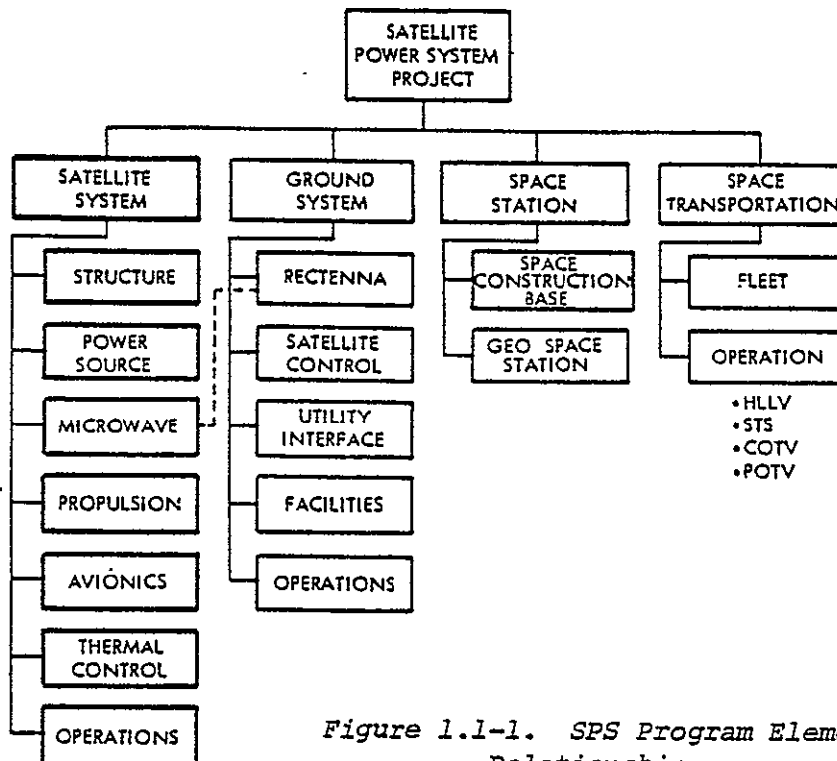 SATELLITE
POWER SYSTEM
PROJECT
SATELLITE
SYSTEM
STRUCTURE
POWER
SOURCE
MICROWAVE
PROPULSION
AVIONICS
THERMAL
CONTROL
OPERATIONS
GROUND
SYSTEM
RECTENNA
SATELLITE
CONTROL
UTILITY
INTERFACE
FACILITIES
OPERATIONS
SPACE
STATION
SPACE
CONSTRUCTION
BASE
GEO SPACE
STATION
SPACE
TRANSPORTATION
FLEET
OPERATION
• HLLV
• STS
• COTV
• POTV
Figure 1.1-1. SPS Program Elem